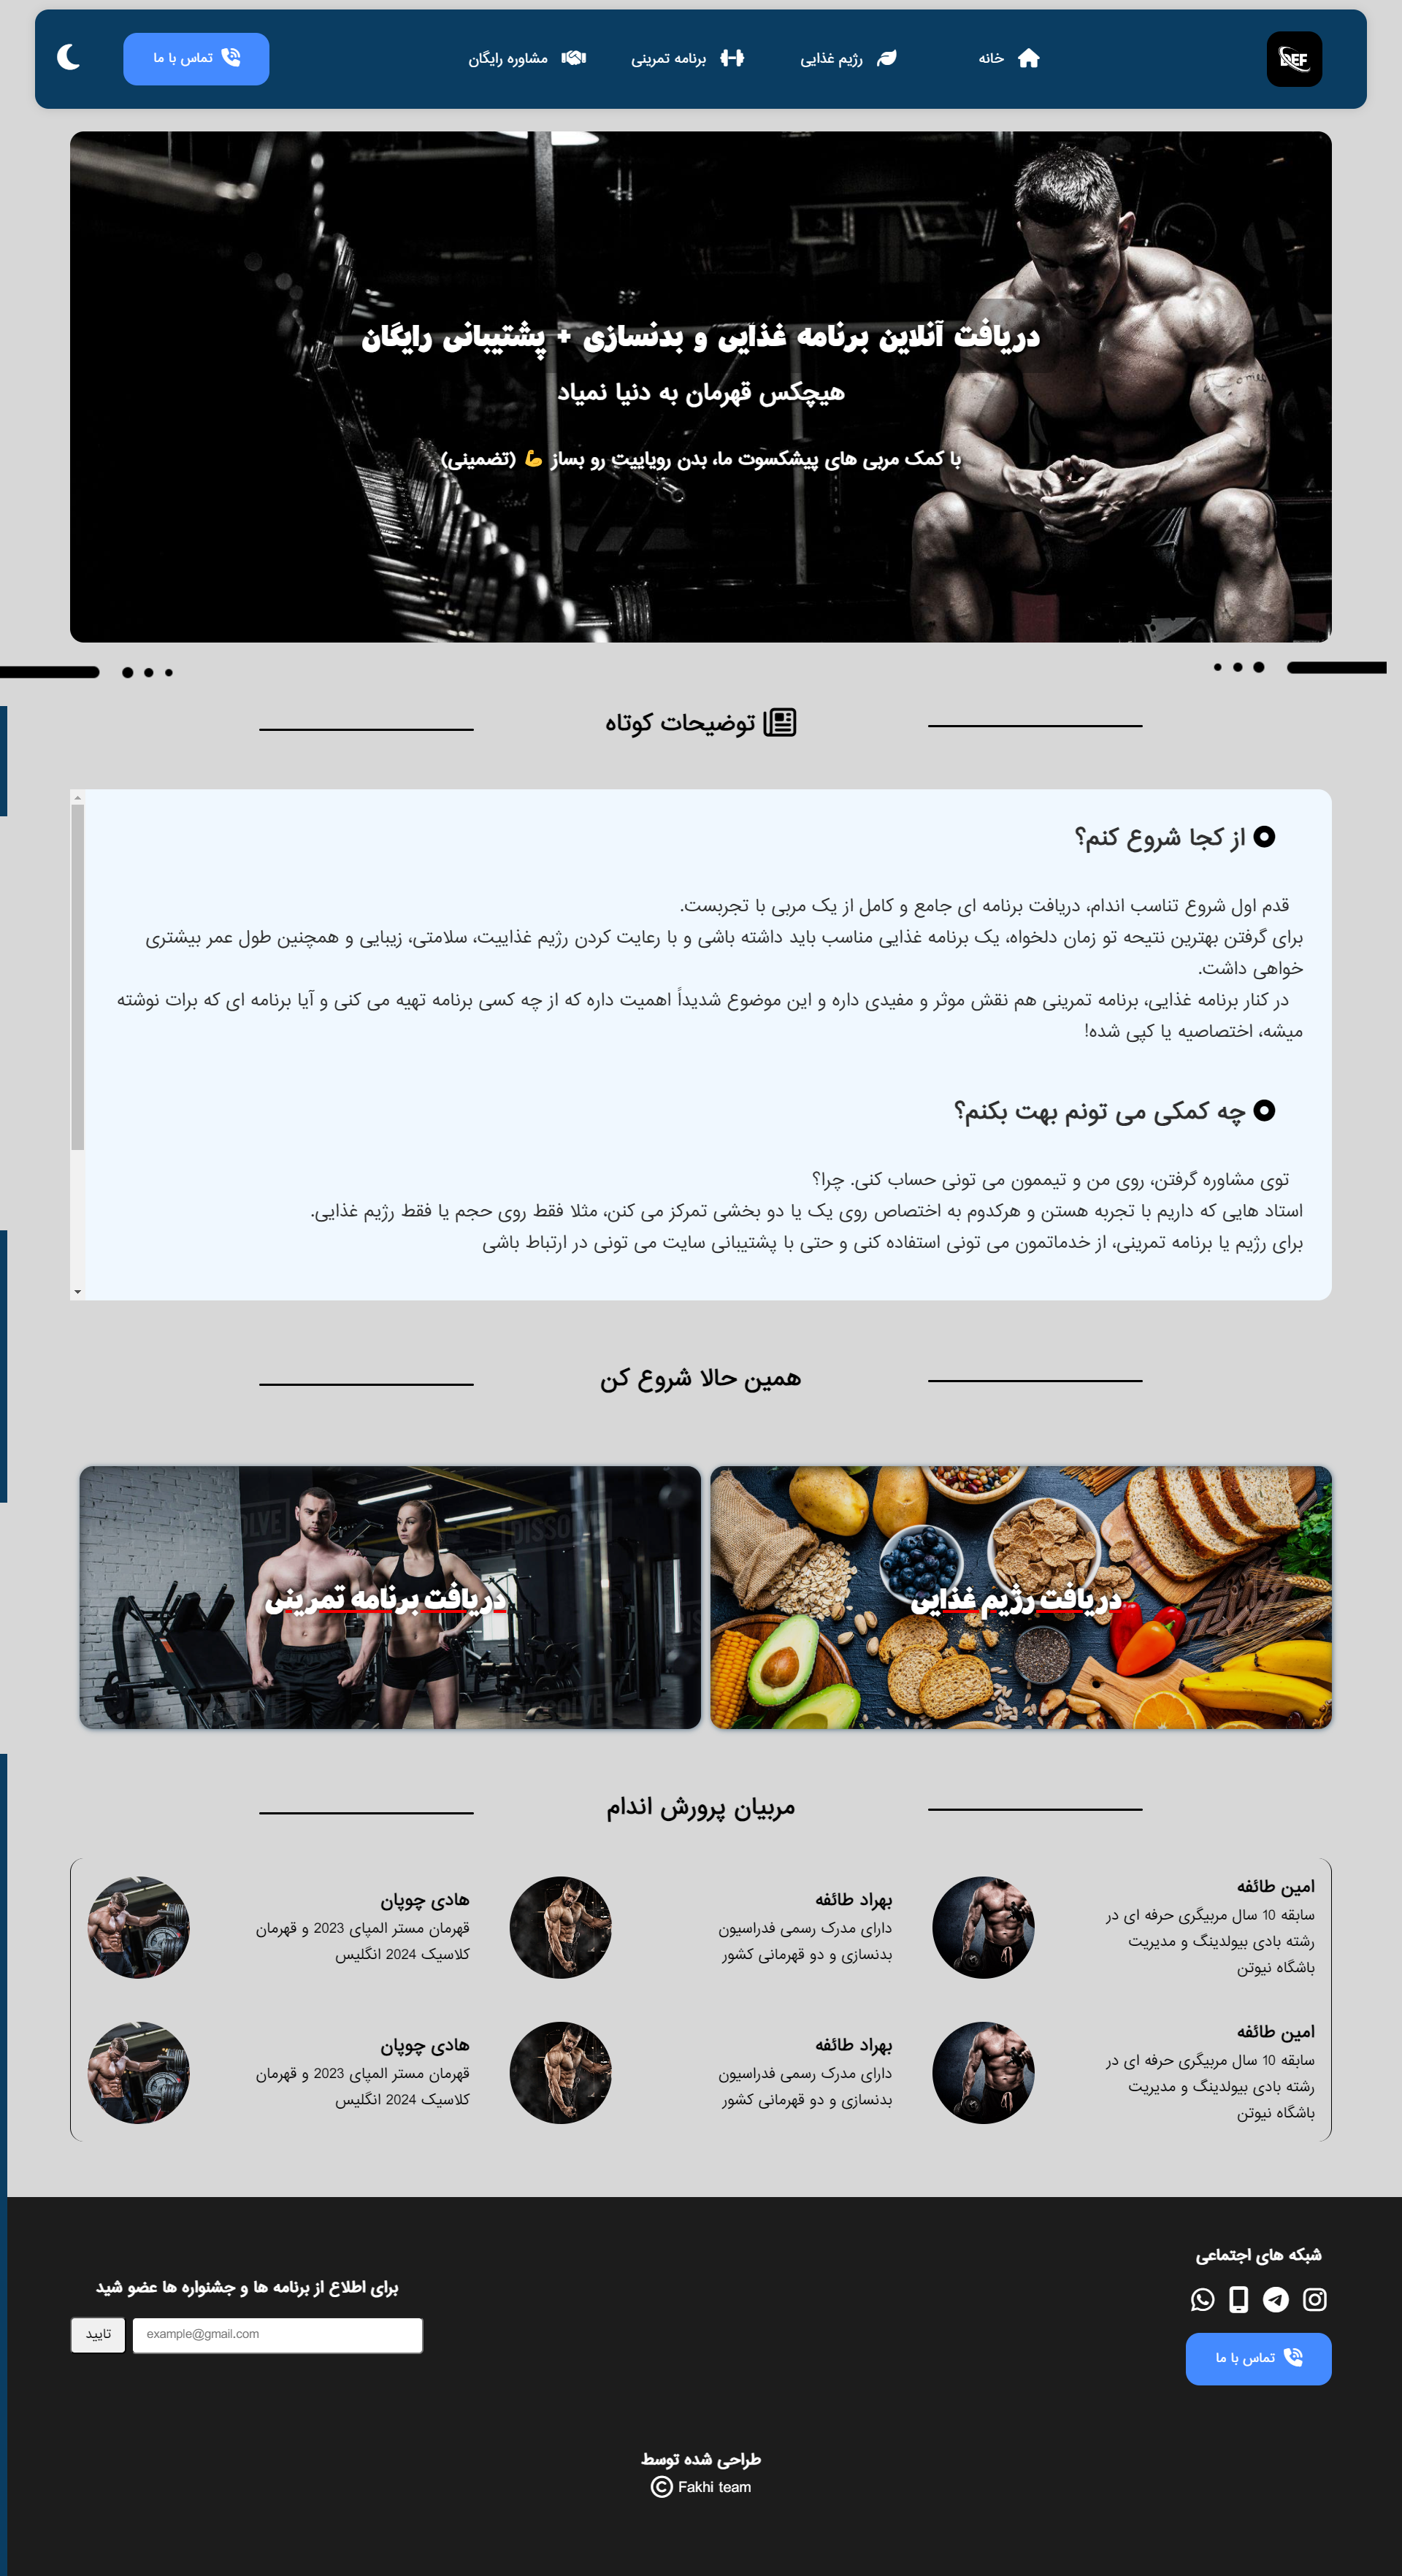 DEF
خانه
رژیم غذایی
برنامه تمرینی
مشاوره رایگان
تماس با ما
دریافت آنلاین برنامه غذایی و بدنسازی + پشتیبانی رایگان
هیچکس قهرمان به دنیا نمیاد
با کمک مربی های پیشکسوت ما، بدن رویاییت رو بساز 💪 (تضمینی)
توضیحات کوتاه
از کجا شروع کنم؟
قدم اول شروع تناسب اندام، دریافت برنامه ای جامع و کامل از یک مربی با تجربست.
برای گرفتن بهترین نتیجه تو زمان دلخواه، یک برنامه غذایی مناسب باید داشته باشی و با رعایت کردن رژیم غذاییت، سلامتی، زیبایی و همچنین طول عمر بیشتری
خواهی داشت.
در کنار برنامه غذایی، برنامه تمرینی هم نقش موثر و مفیدی داره و این موضوع شدیداً اهمیت داره که از چه کسی برنامه تهیه می کنی و آیا برنامه ای که برات نوشته
میشه، اختصاصیه یا کپی شده!
چه کمکی می تونم بهت بکنم؟
توی مشاوره گرفتن، روی من و تیممون می تونی حساب کنی. چرا؟
استاد هایی که داریم با تجربه هستن و هرکدوم به اختصاص روی یک یا دو بخشی تمرکز می کنن، مثلا فقط روی حجم یا فقط رژیم غذایی.
برای رژیم یا برنامه تمرینی، از خدماتمون می تونی استفاده کنی و حتی با پشتیبانی سایت می تونی در ارتباط باشی
همین حالا شروع کن
دریافت رژیم غذایی
دریافت برنامه تمرینی
DISSOLVE
DISSOLVE
مربیان پرورش اندام
امین طائفه
سابقه 10 سال مربیگری حرفه ای در
رشته بادی بیولدینگ و مدیریت
باشگاه نیوتن
بهراد طائفه
دارای مدرک رسمی فدراسیون
بدنسازی و دو قهرمانی کشور
هادی چوپان
قهرمان مستر المپای 2023 و قهرمان
کلاسیک 2024 انگلیس
امین طائفه
سابقه 10 سال مربیگری حرفه ای در
رشته بادی بیولدینگ و مدیریت
باشگاه نیوتن
بهراد طائفه
دارای مدرک رسمی فدراسیون
بدنسازی و دو قهرمانی کشور
هادی چوپان
قهرمان مستر المپای 2023 و قهرمان
کلاسیک 2024 انگلیس
شبکه های اجتماعی
تماس با ما
برای اطلاع از برنامه ها و جشنواره ها عضو شید
example@gmail.com
تایید
طراحی شده توسط
© Fakhi team